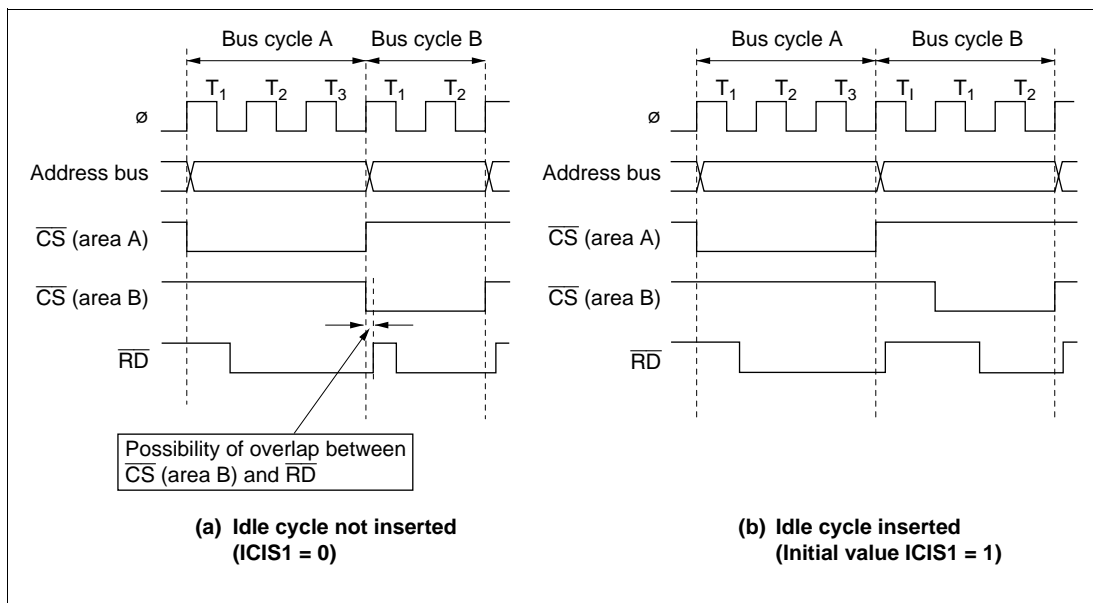 Bus cycle A
Bus cycle B
T1 T2 T3 T1 T2
ø
Address bus
CS (area A)
CS (area B)
RD
Possibility of overlap between
CS (area B) and RD
(a) Idle cycle not inserted
(ICIS1 = 0)
Bus cycle A
Bus cycle B
T1 T2 T3 TI T1 T2
ø
Address bus
CS (area A)
CS (area B)
RD
(b) Idle cycle inserted
(Initial value ICIS1 = 1)